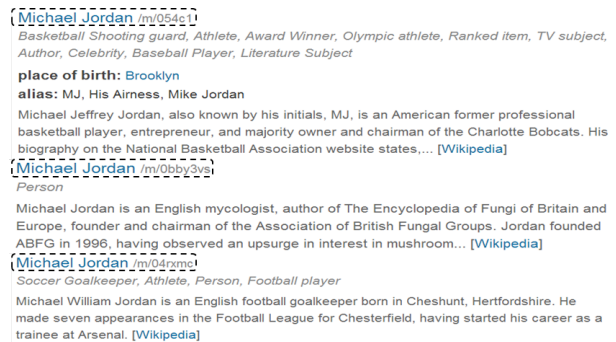 Michael Jordan /m/054c1
Basketball Shooting guard, Athlete, Award Winner, Olympic athlete, Ranked item, TV subject,
Author, Celebrity, Baseball Player, Literature Subject
place of birth: Brooklyn
alias: MJ, His Airness, Mike Jordan
Michael Jeffrey Jordan, also known by his initials, MJ, is an American former professional
basketball player, entrepreneur, and majority owner and chairman of the Charlotte Bobcats. His
biography on the National Basketball Association website states,... [Wikipedia]
Michael Jordan /m/0bby3vs
Person
Michael Jordan is an English mycologist, author of The Encyclopedia of Fungi of Britain and
Europe, founder and chairman of the Association of British Fungal Groups. Jordan founded
ABFG in 1996, having observed an upsurge in interest in mushroom... [Wikipedia]
Michael Jordan /m/04rxmc
Soccer Goalkeeper, Athlete, Person, Football player
Michael William Jordan is an English football goalkeeper born in Cheshunt, Hertfordshire. He
made seven appearances in the Football League for Chesterfield, having started his career as a
trainee at Arsenal. [Wikipedia]